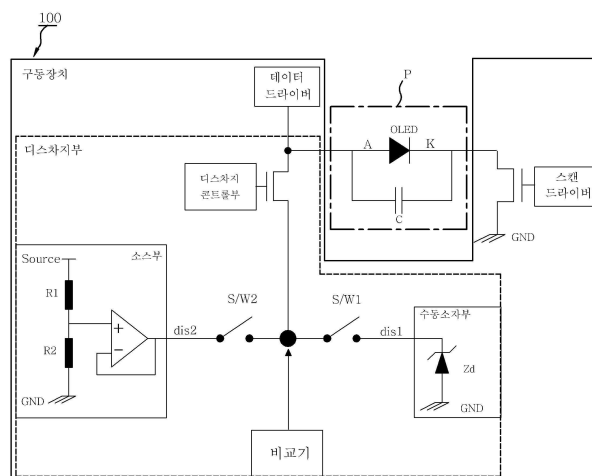 100
구동장치
데이터
드라이버
P
OLED
A
K
C
디스차지부
디스차지
콘트롤부
스캔
드라이버
GND
Source
소스부
R1
R2
+
−
GND
dis2
S/W2
S/W1
dis1
수동소자부
Zd
GND
비교기